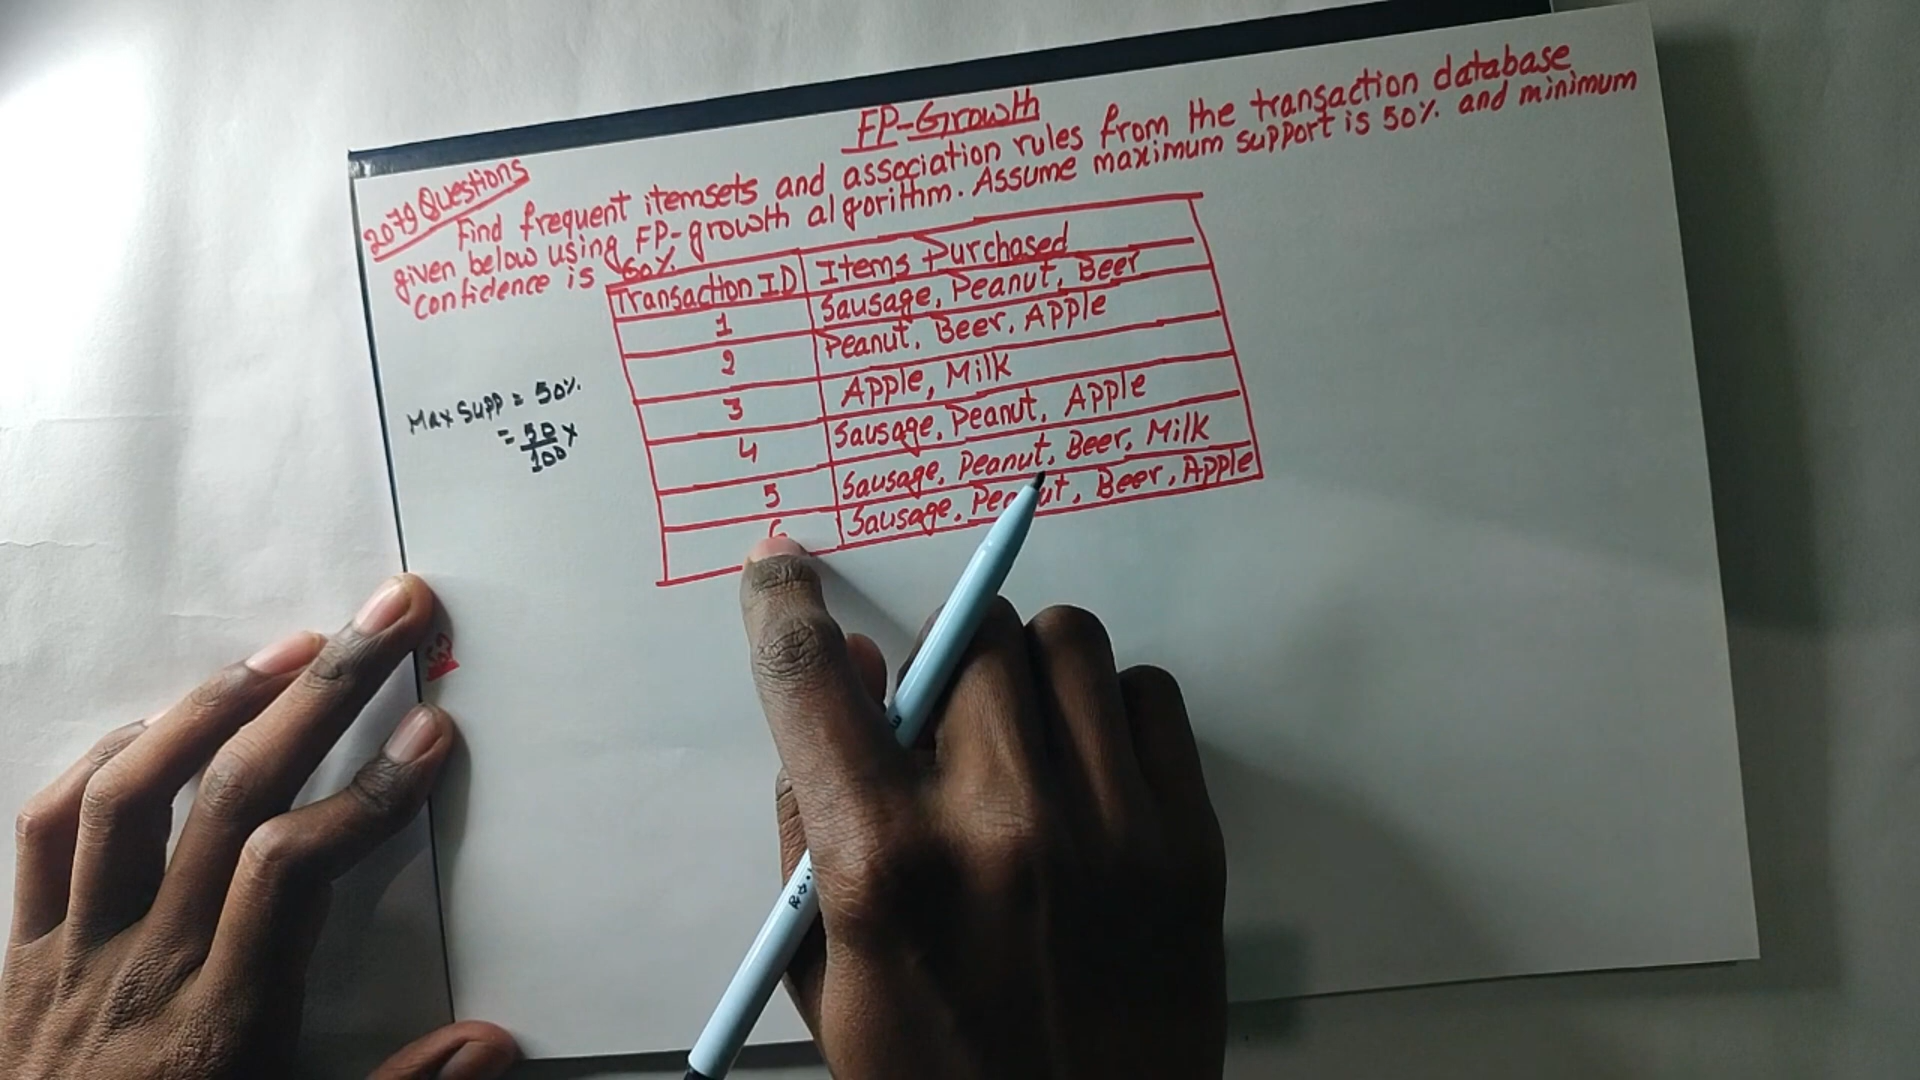 FP-Growth
2079 Questions
Find frequent itemsets and association rules from the transaction database
given below using FP-growth algorithm. Assume maximum support is 50% and minimum
confidence is 60%
Transaction ID Items Purchased
1 Sausage, Peanut, Beer
2 Peanut, Beer, Apple
3 Apple, Milk
4 Sausage, Peanut, Apple
5 Sausage, Peanut, Beer, Milk
6 Sausage, Beer, Apple
Max Supp = 50%
= 50/100 x